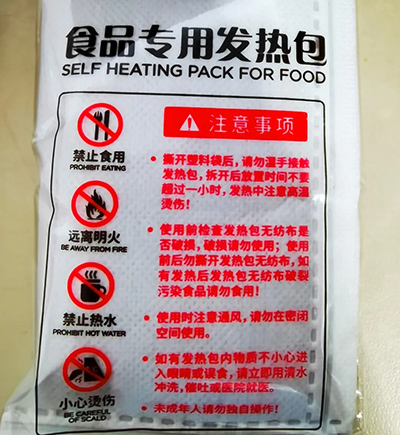 食品专用发热包
SELF HEATING PACK FOR FOOD
禁止食用
PROHIBIT EATING
远离明火
BE AWAY FROM FIRE
禁止热水
PROHIBIT HOT WATER
小心烫伤
BE CAREFUL
OF SCALD
注意事项
• 撕开塑料袋后，请勿湿手接触
发热包，拆开后放置时间不要
超过一小时，发热中注意高温
烫伤！
• 使用前检查发热包无纺布是
否破损，破损请勿使用；使用
前后勿撕开发热包无纺布，如
有发热后发热包无纺布破裂
污染食品请勿食用！
• 使用时注意通风，请勿在密闭
空间使用。
• 如有发热包内物质不小心进
入眼睛或误食，请立即用清水
冲洗，催吐或医院就医。
• 未成年人请勿独自操作！